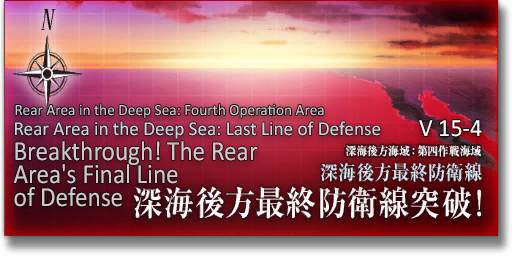 N
Rear Area in the Deep Sea: Fourth Operation Area
Rear Area in the Deep Sea: Last Line of Defense
V 15-4
Breakthrough! The Rear
Area's Final Line
of Defense
深海後方海域：第四作戦海域
深海後方最終防衛線
深海後方最終防衛線突破！